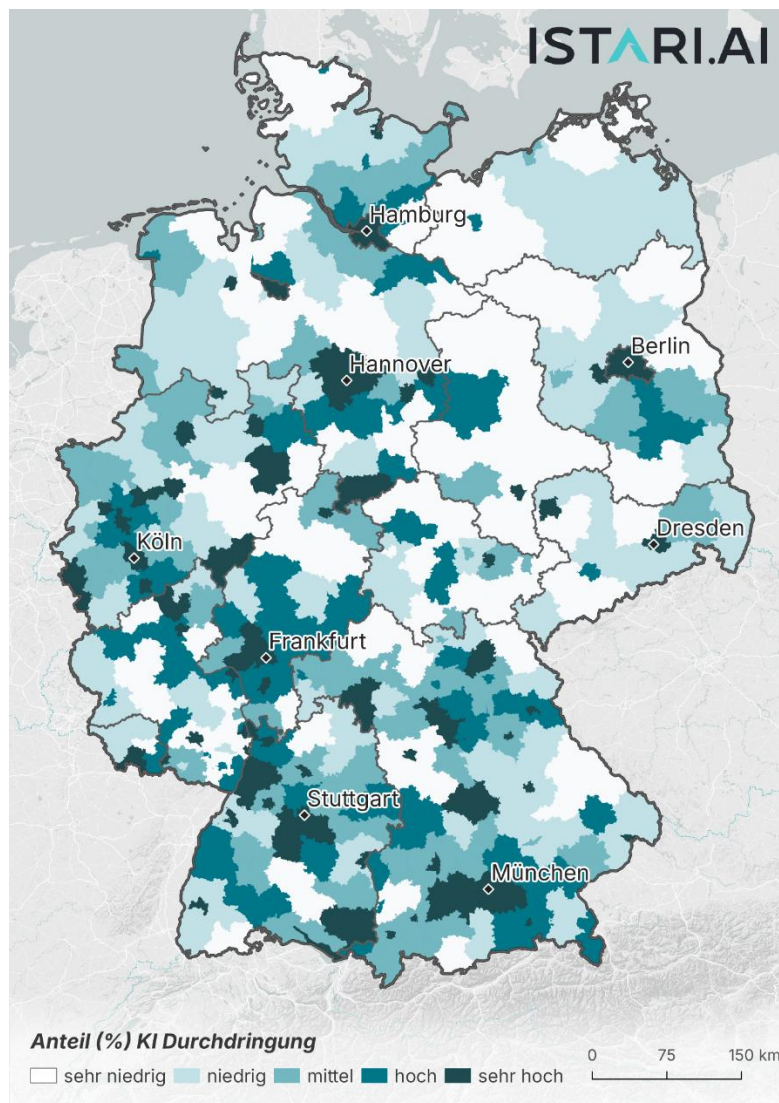 ISTARI.AI
Hamburg
Berlin
Hannover
Dresden
Köln
Frankfurt
Stuttgart
München
Anteil (%) KI Durchdringung
sehr niedrig niedrig mittel hoch sehr hoch
0 75 150 km